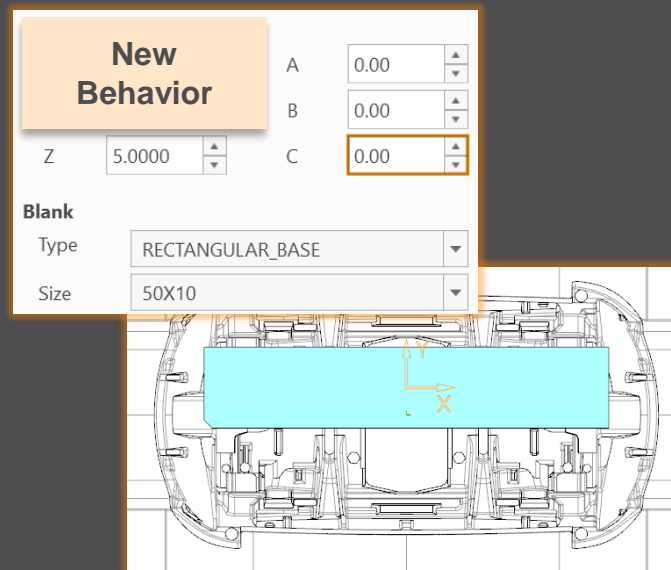 New
Behavior
A 0.00
B 0.00
Z 5.0000 C 0.00
Blank
Type RECTANGULAR_BASE
Size 50X10
Y
X